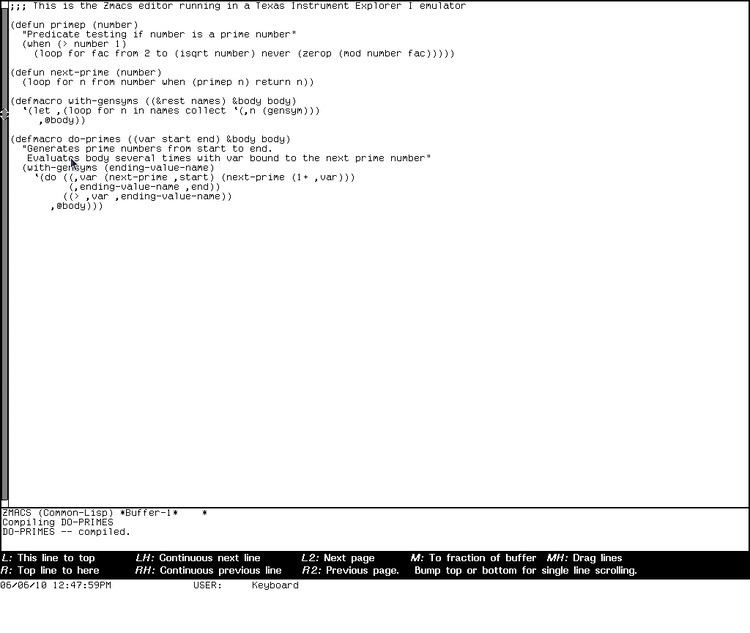 ;;; This is the Zmacs editor running in a Texas Instrument Explorer I emulator
(defun primep (number)
"Predicate testing if number is a prime number"
(when (> number 1)
(loop for fac from 2 to (isqrt number) never (zerop (mod number fac)))))
(defun next-prime (number)
(loop for n from number when (primep n) return n))
(defmacro with-gensyms ((&rest names) &body body)
`(let ,(loop for n in names collect `(,n (gensym)))
,@body))
(defmacro do-primes ((var start end) &body body)
"Generates prime numbers from start to end.
Evaluates body several times with var bound to the next prime number"
(with-gensyms (ending-value-name)
`(do ((,var (next-prime ,start) (next-prime (1+ ,var)))
(,ending-value-name ,end))
((> ,var ,ending-value-name))
,@body)))
ZMACS (Common-Lisp) *Buffer-1* *
Compiling DO-PRIMES
DO-PRIMES -- compiled.
L: This line to top LH: Continuous next line L2: Next page M: To fraction of buffer MH: Drag lines
R: Top line to here RH: Continuous previous line R2: Previous page. Bump top or bottom for single line scrolling.
06/06/10 12:47:59PM USER: Keyboard